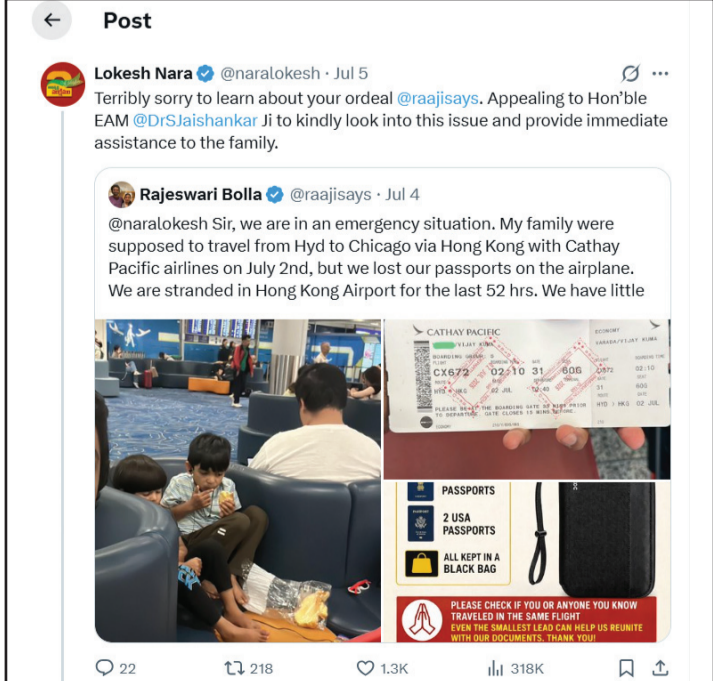 Post
Lokesh Nara @naralokesh · Jul 5
Terribly sorry to learn about your ordeal @raajisays. Appealing to Hon'ble
EAM @DrSJaishankar Ji to kindly look into this issue and provide immediate
assistance to the family.
Rajeswari Bolla @raajisays · Jul 4
@naralokesh Sir, we are in an emergency situation. My family were
supposed to travel from Hyd to Chicago via Hong Kong with Cathay
Pacific airlines on July 2nd, but we lost our passports on the airplane.
We are stranded in Hong Kong Airport for the last 52 hrs. We have little
CATHAY PACIFIC
ECONOMY
/VIJAY
CX672 02:10 31 60G
02:10
31 60G
HYD HKG 02 JUL
HYD HKG 02 JUL
PASSPORTS
2 USA
PASSPORTS
ALL KEPT IN A
BLACK BAG
PLEASE CHECK IF YOU OR ANYONE YOU KNOW
TRAVELED IN THE SAME FLIGHT
EVEN THE SMALLEST LEAD CAN HELP US REUNITE
WITH OUR DOCUMENTS. THANK YOU!
22 218 1.3K 318K